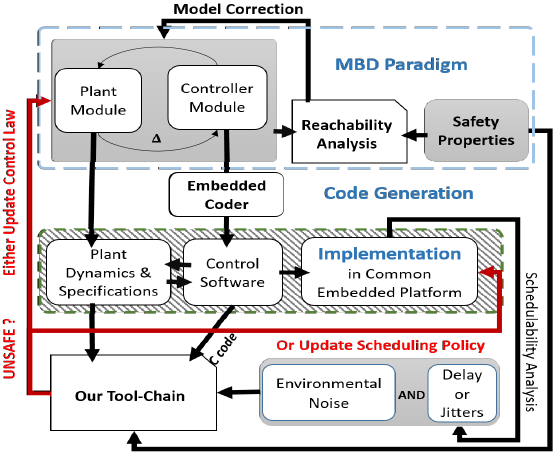 Model Correction
MBD Paradigm
Plant
Module
Controller
Module
Δ
Reachability
Analysis
Safety
Properties
Embedded
Coder
Code Generation
Either Update Control Law
Plant
Dynamics &
Specifications
Control
Software
Implementation
in Common
Embedded Platform
Schedulability Analysis
UNSAFE ?
C code
Or Update Scheduling Policy
Our Tool-Chain
Environmental
Noise
AND
Delay
or
Jitters